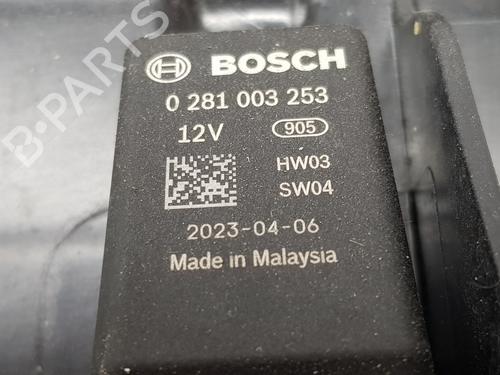 BOSCH
0 281 003 253
12V 905
HW03
SW04
2023-04-06
Made in Malaysia
B-PARTS